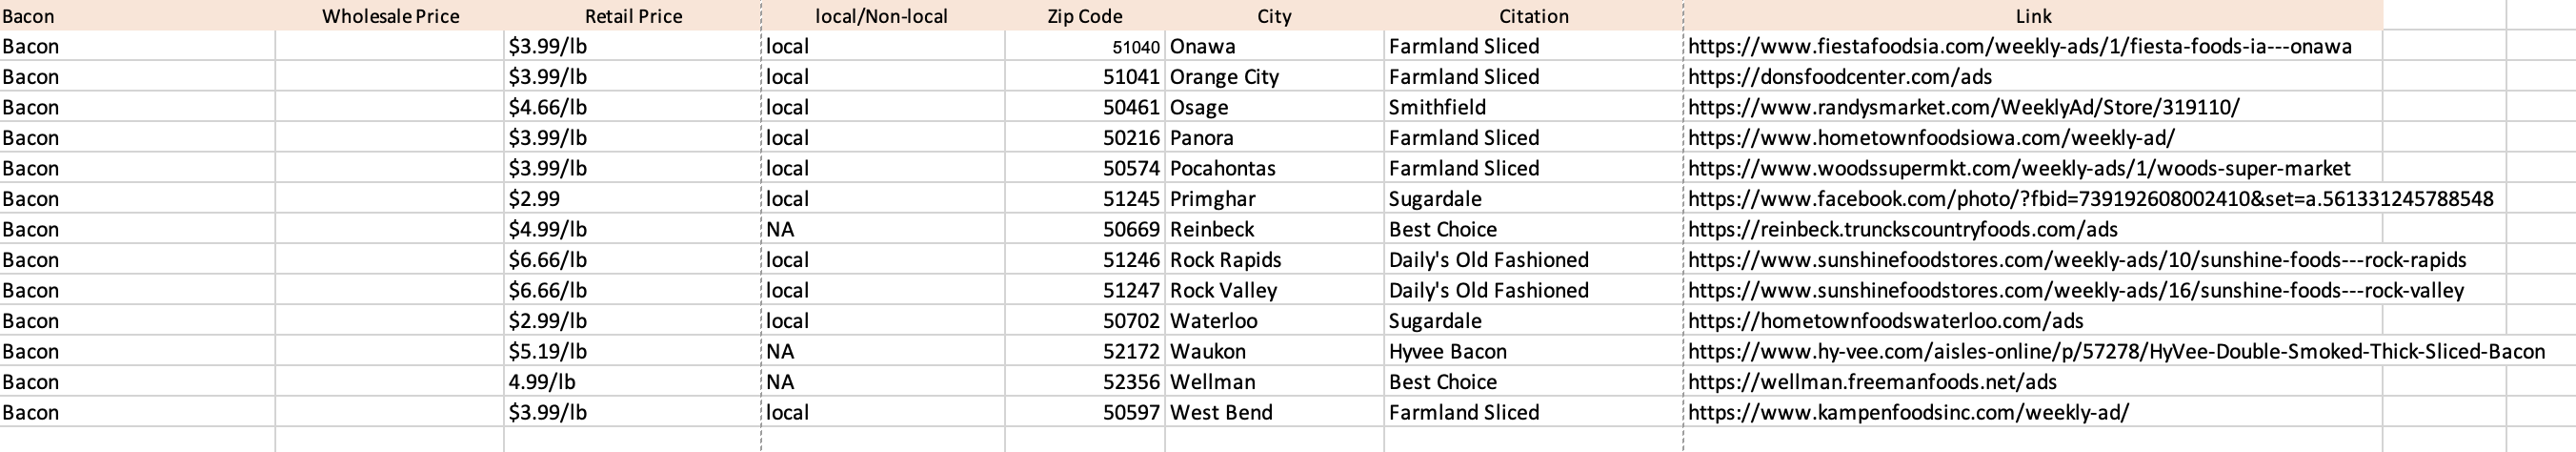 Bacon Wholesale Price Retail Price local/Non-local Zip Code City Citation Link
Bacon $3.99/lb local 51040 Onawa Farmland Sliced https://www.fiestafoodsia.com/weekly-ads/1/fiesta-foods-ia---onawa
Bacon $3.99/lb local 51041 Orange City Farmland Sliced https://donsfoodcenter.com/ads
Bacon $4.66/lb local 50461 Osage Smithfield https://www.randysmarket.com/WeeklyAd/Store/319110/
Bacon $3.99/lb local 50216 Panora Farmland Sliced https://www.hometownfoodsiowa.com/weekly-ad/
Bacon $3.99/lb local 50574 Pocahontas Farmland Sliced https://www.woodssupermkt.com/weekly-ads/1/woods-super-market
Bacon $2.99 local 51245 Primghar Sugardale https://www.facebook.com/photo/?fbid=739192608002410&set=a.561331245788548
Bacon $4.99/lb NA 50669 Reinbeck Best Choice https://reinbeck.trunckscountryfoods.com/ads
Bacon $6.66/lb local 51246 Rock Rapids Daily's Old Fashioned https://www.sunshinefoodstores.com/weekly-ads/10/sunshine-foods---rock-rapids
Bacon $6.66/lb local 51247 Rock Valley Daily's Old Fashioned https://www.sunshinefoodstores.com/weekly-ads/16/sunshine-foods---rock-valley
Bacon $2.99/lb local 50702 Waterloo Sugardale https://hometownfoodswaterloo.com/ads
Bacon $5.19/lb NA 52172 Waukon Hyvee Bacon https://www.hy-vee.com/aisles-online/p/57278/HyVee-Double-Smoked-Thick-Sliced-Bacon
Bacon 4.99/lb NA 52356 Wellman Best Choice https://wellman.freemanfoods.net/ads
Bacon $3.99/lb local 50597 West Bend Farmland Sliced https://www.kampenfoodsinc.com/weekly-ad/